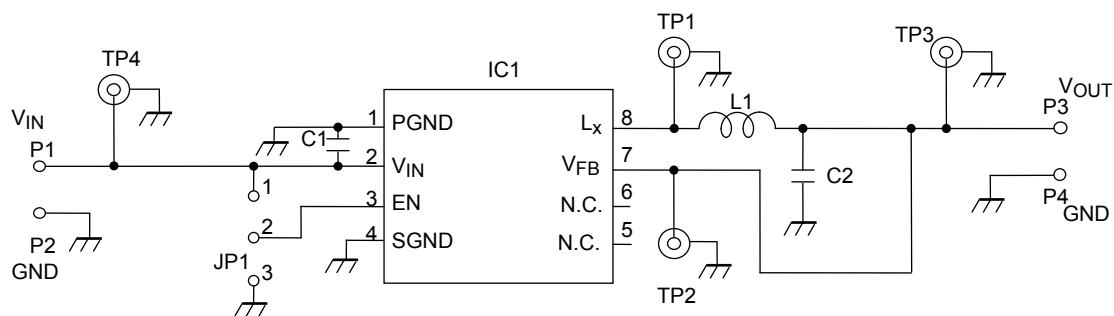 TP1
TP3
TP4
IC1
VOUT
P3
VIN
P1
L1
1
PGND
LX
8
C1
2
VIN
VFB
7
1
C2
3
EN
N.C.
6
2
P4
GND
4
SGND
N.C.
5
P2
GND
JP1
3
TP2